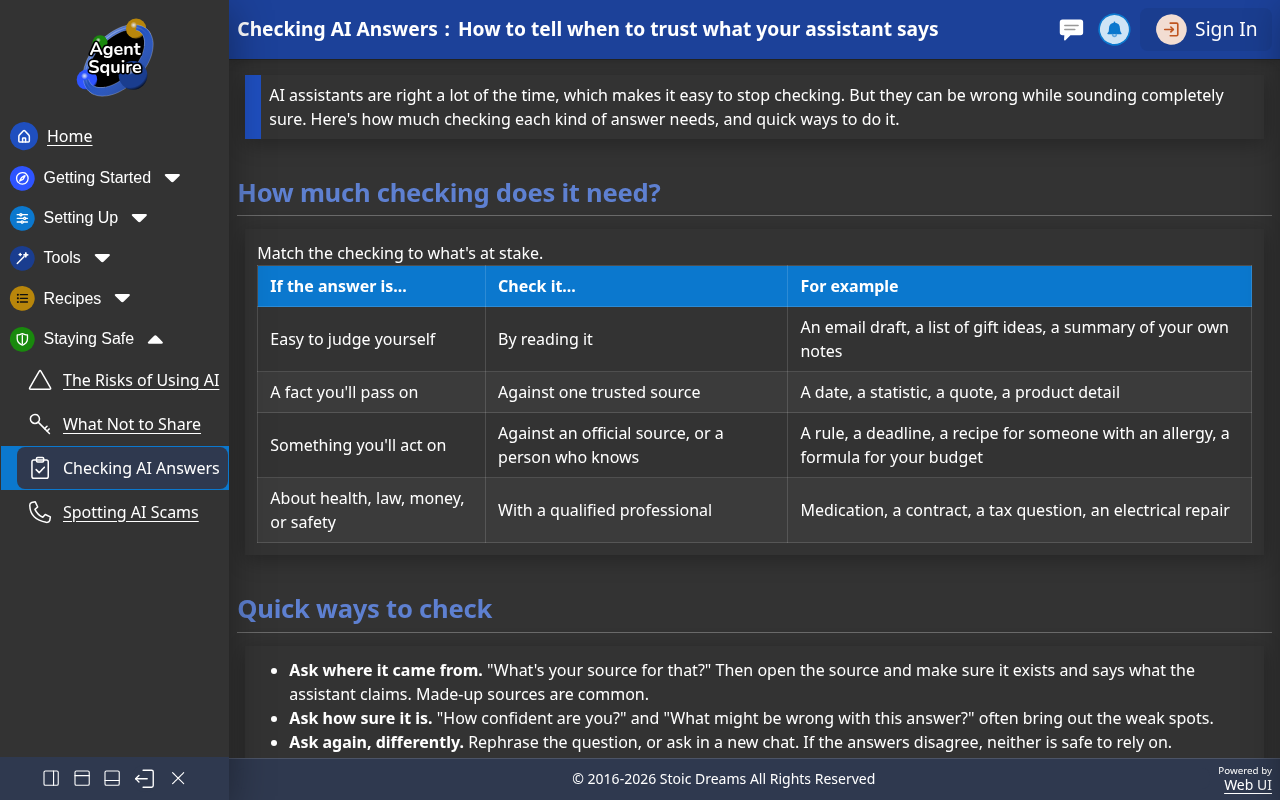 Agent
Squire
Home
Getting Started
Setting Up
Tools
Recipes
Staying Safe
The Risks of Using AI
What Not to Share
Checking AI Answers
Spotting AI Scams
Checking AI Answers : How to tell when to trust what your assistant says
Sign In
AI assistants are right a lot of the time, which makes it easy to stop checking. But they can be wrong while sounding completely
sure. Here's how much checking each kind of answer needs, and quick ways to do it.
How much checking does it need?
Match the checking to what's at stake.
If the answer is... Check it... For example
Easy to judge yourself By reading it An email draft, a list of gift ideas, a summary of your own
notes
A fact you'll pass on Against one trusted source A date, a statistic, a quote, a product detail
Something you'll act on Against an official source, or a
person who knows A rule, a deadline, a recipe for someone with an allergy, a
formula for your budget
About health, law, money,
or safety With a qualified professional Medication, a contract, a tax question, an electrical repair
Quick ways to check
• Ask where it came from. "What's your source for that?" Then open the source and make sure it exists and says what the
assistant claims. Made-up sources are common.
• Ask how sure it is. "How confident are you?" and "What might be wrong with this answer?" often bring out the weak spots.
• Ask again, differently. Rephrase the question, or ask in a new chat. If the answers disagree, neither is safe to rely on.
© 2016-2026 Stoic Dreams All Rights Reserved
Powered by
Web UI